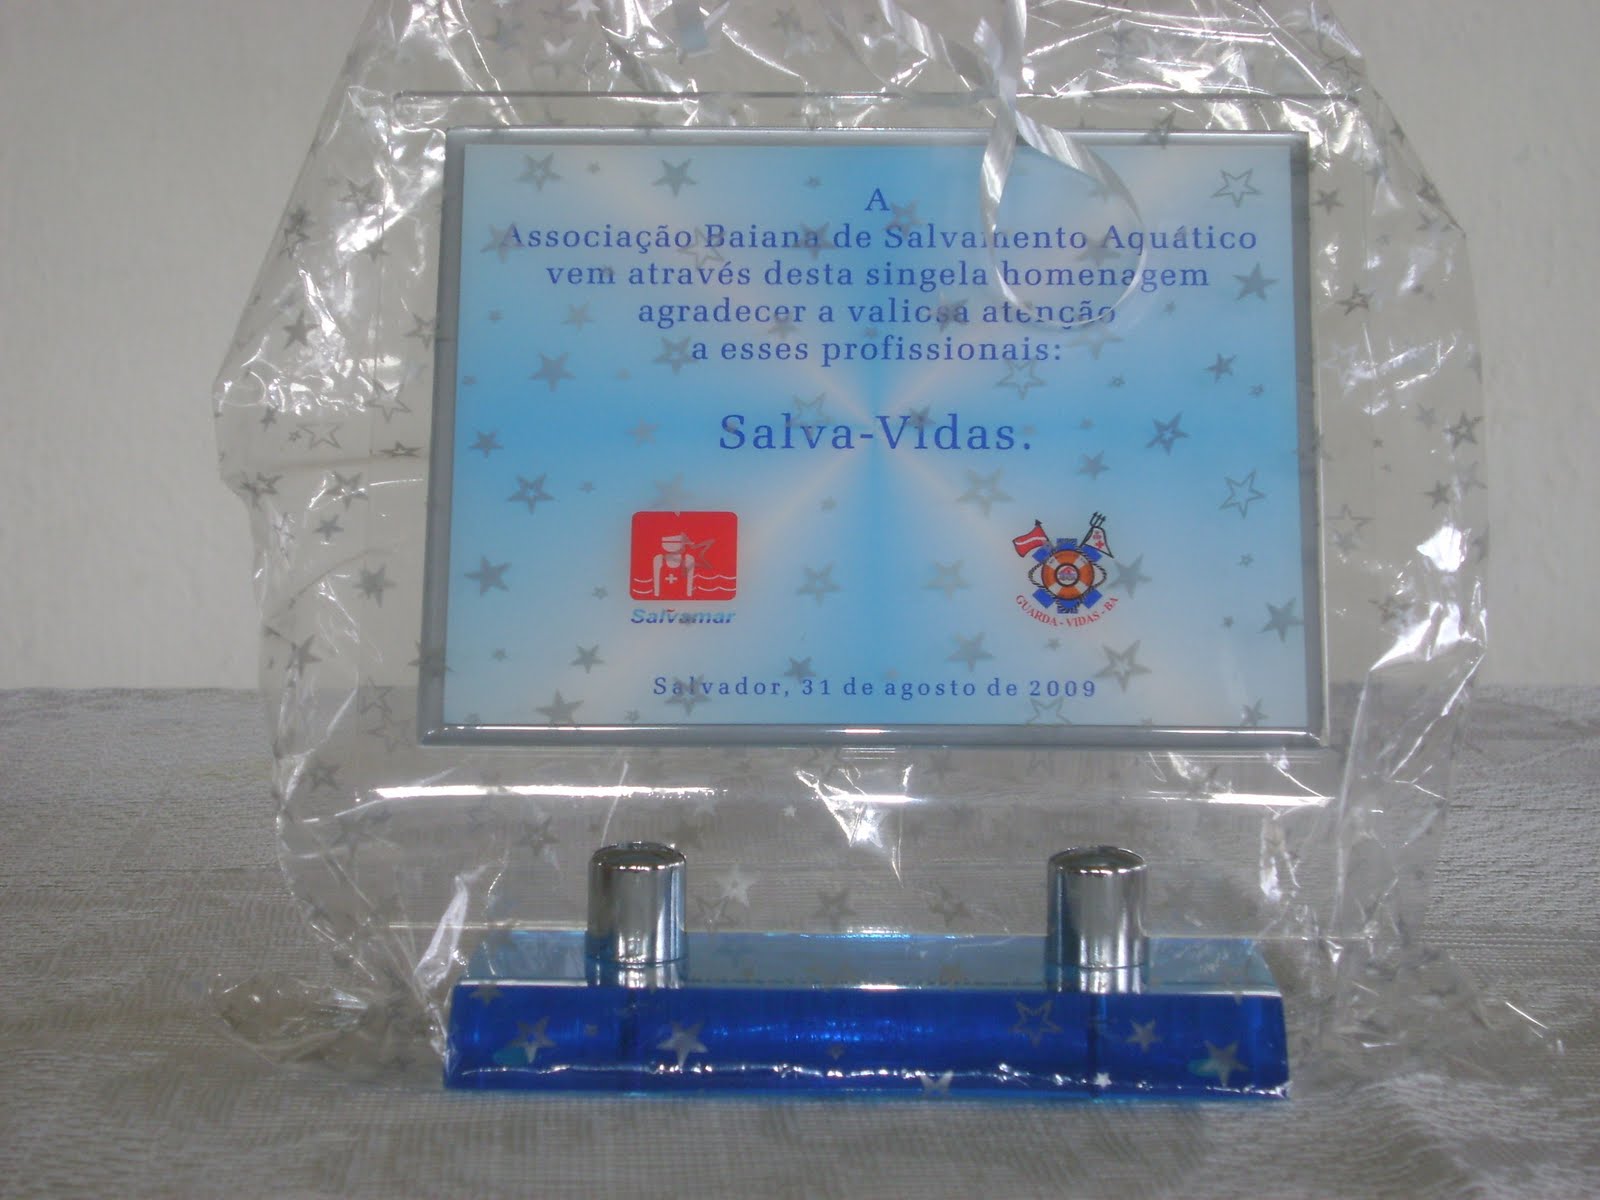 A
Associação Baiana de Salvamento Aquático
vem através desta singela homenagem
agradecer a valiosa atenção
a esses profissionais:
Salva-Vidas.
Salvamar
GUARDA-VIDAS-BA
Salvador, 31 de agosto de 2009